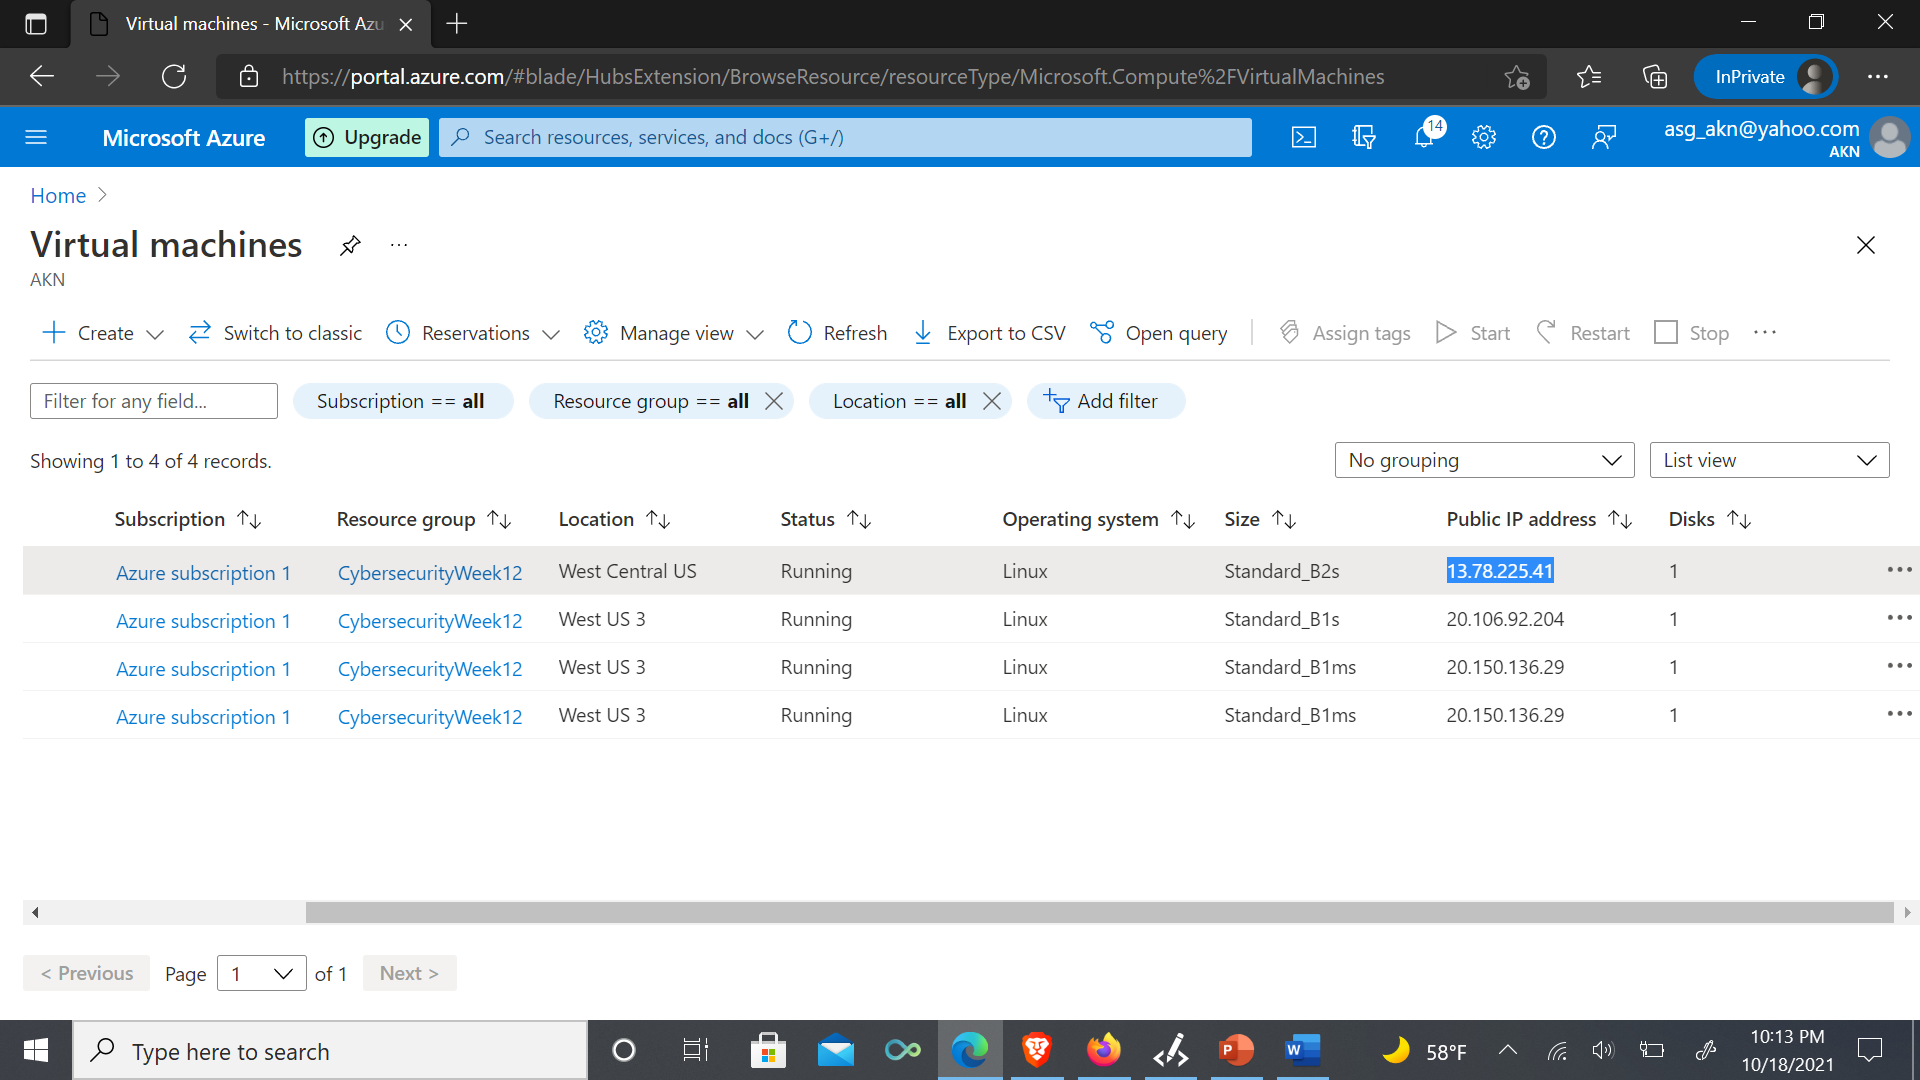 Virtual machines - Microsoft Azu
https://portal.azure.com/#blade/HubsExtension/BrowseResource/resourceType/Microsoft.Compute%2FVirtualMachines
InPrivate
Microsoft Azure
Upgrade
Search resources, services, and docs (G+/)
14
asg_akn@yahoo.com
AKN
Home >
Virtual machines
AKN
Create
Switch to classic
Reservations
Manage view
Refresh
Export to CSV
Open query
Assign tags
Start
Restart
Stop
Filter for any field...
Subscription == all
Resource group == all
Location == all
Add filter
Showing 1 to 4 of 4 records.
No grouping
List view
Subscription Resource group Location Status Operating system Size Public IP address Disks
Azure subscription 1 CybersecurityWeek12 West Central US Running Linux Standard_B2s 13.78.225.41 1
Azure subscription 1 CybersecurityWeek12 West US 3 Running Linux Standard_B1s 20.106.92.204 1
Azure subscription 1 CybersecurityWeek12 West US 3 Running Linux Standard_B1ms 20.150.136.29 1
Azure subscription 1 CybersecurityWeek12 West US 3 Running Linux Standard_B1ms 20.150.136.29 1
< Previous Page 1 of 1 Next >
Type here to search
P
W
58°F
10:13 PM
10/18/2021